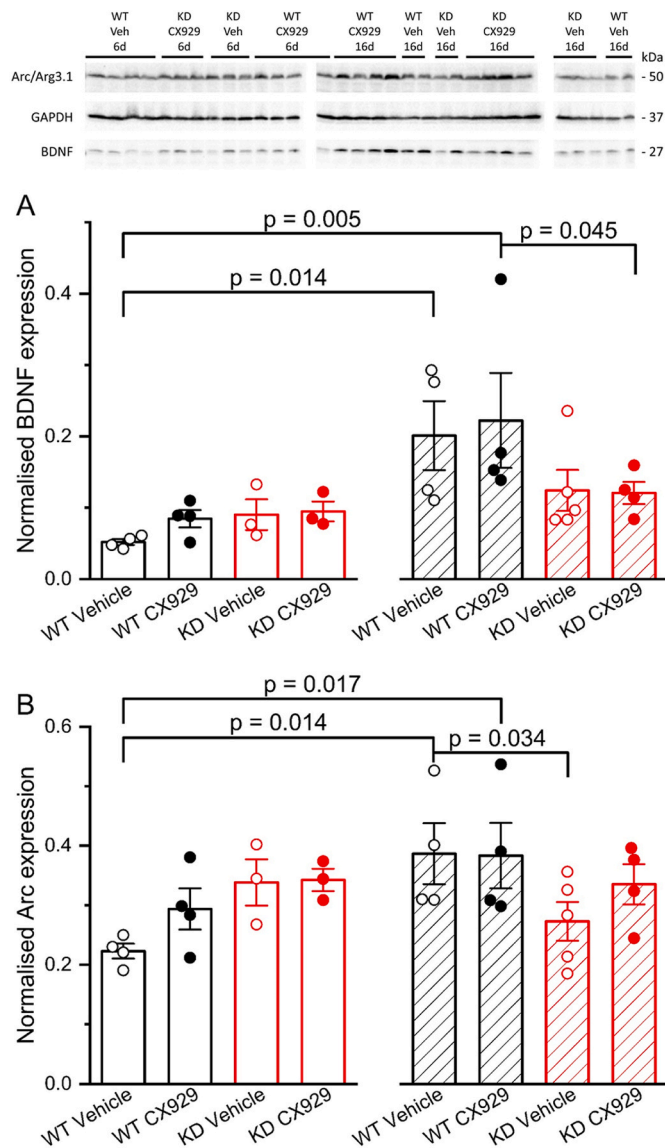 WT Veh 6d
KD CX929 6d
KD Veh 6d
WT CX929 6d
WT CX929 16d
WT Veh 16d
KD Veh 16d
KD CX929 16d
KD Veh 16d
WT Veh 16d
kDa
Arc/Arg3.1
- 50
GAPDH
- 37
BDNF
- 27
A
p = 0.005
p = 0.045
p = 0.014
Normalised BDNF expression
0.4
0.2
0.0
WT Vehicle
WT CX929
KD Vehicle
KD CX929
WT Vehicle
WT CX929
KD Vehicle
KD CX929
B
p = 0.017
p = 0.014
p = 0.034
Normalised Arc expression
0.6
0.4
0.2
0.0
WT Vehicle
WT CX929
KD Vehicle
KD CX929
WT Vehicle
WT CX929
KD Vehicle
KD CX929